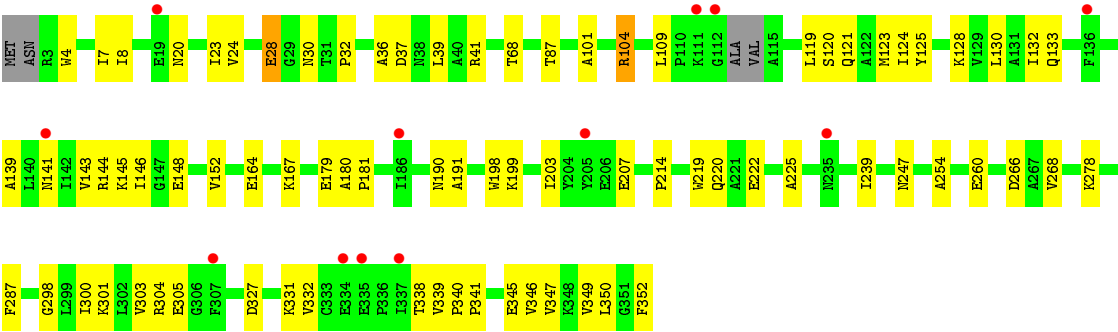 MET ASN R3 W4 I7 I8 E19 N20 I23 V24 E28 G29 N30 T31 P32 A36 D37 N38 L39 A40 R41 T68 T87 A101 R104 L109 P110 K111 G112 ALA VAL A115 L119 S120 Q121 A122 M123 I124 Y125 K128 V129 L130 A131 I132 Q133 F136
A139 L140 N141 I142 V143 R144 K145 I146 G147 E148 V152 E164 K167 E179 A180 P181 I186 N190 A191 W198 K199 I203 Y204 Y205 E206 E207 P214 W219 Q220 A221 E222 A225 N235 I239 N247 A254 E260 D266 A267 V268 K278
F287 G298 L299 I300 K301 L302 V303 R304 E305 G306 F307 D327 K331 V332 C333 E334 E335 P336 I337 T338 V339 P340 P341 E345 V346 V347 K348 V349 L350 G351 F352